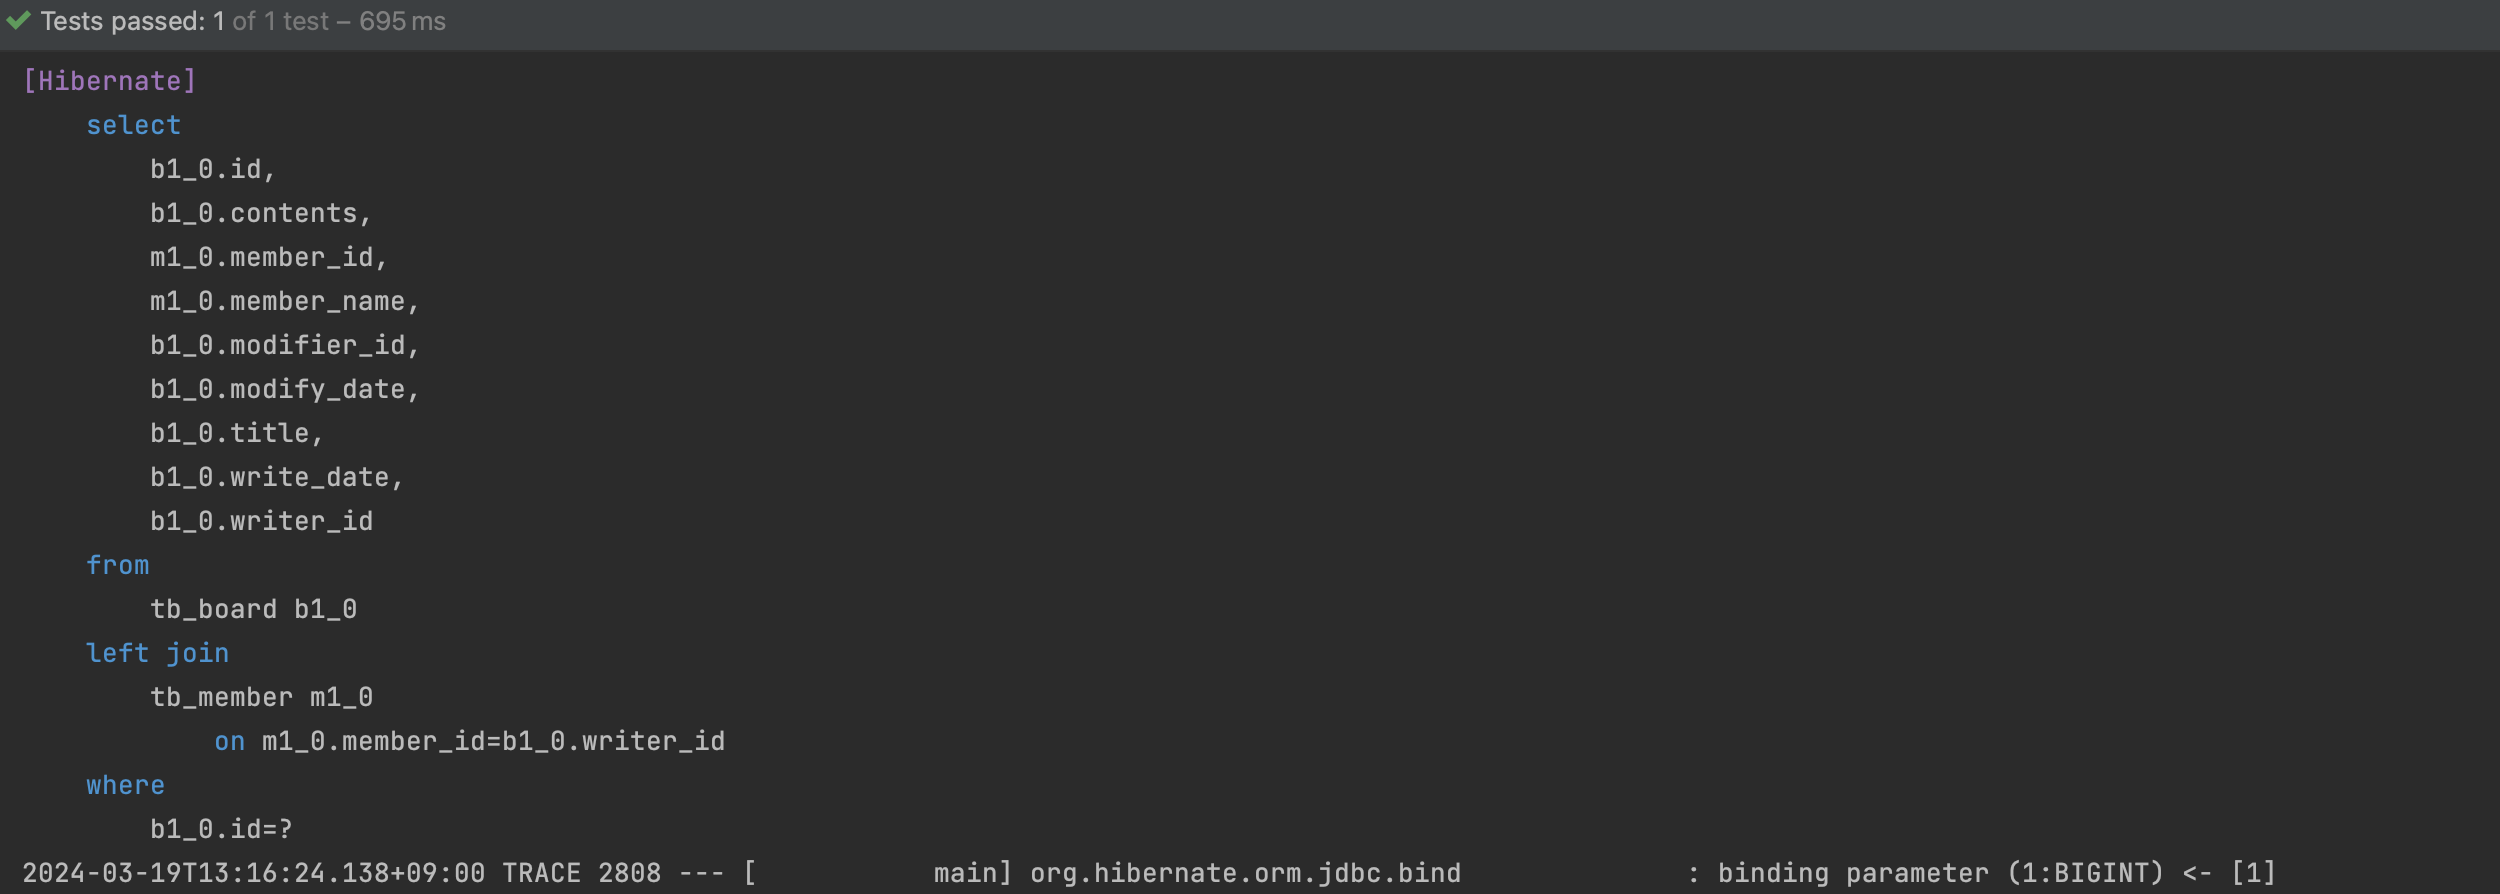 Tests passed: 1 of 1 test – 695 ms
[Hibernate]
    select
        b1_0.id,
        b1_0.contents,
        m1_0.member_id,
        m1_0.member_name,
        b1_0.modifier_id,
        b1_0.modify_date,
        b1_0.title,
        b1_0.write_date,
        b1_0.writer_id
    from
        tb_board b1_0
    left join
        tb_member m1_0
            on m1_0.member_id=b1_0.writer_id
    where
        b1_0.id=?
2024-03-19T13:16:24.138+09:00 TRACE 2808 --- [           main] org.hibernate.orm.jdbc.bind              : binding parameter (1:BIGINT) <- [1]